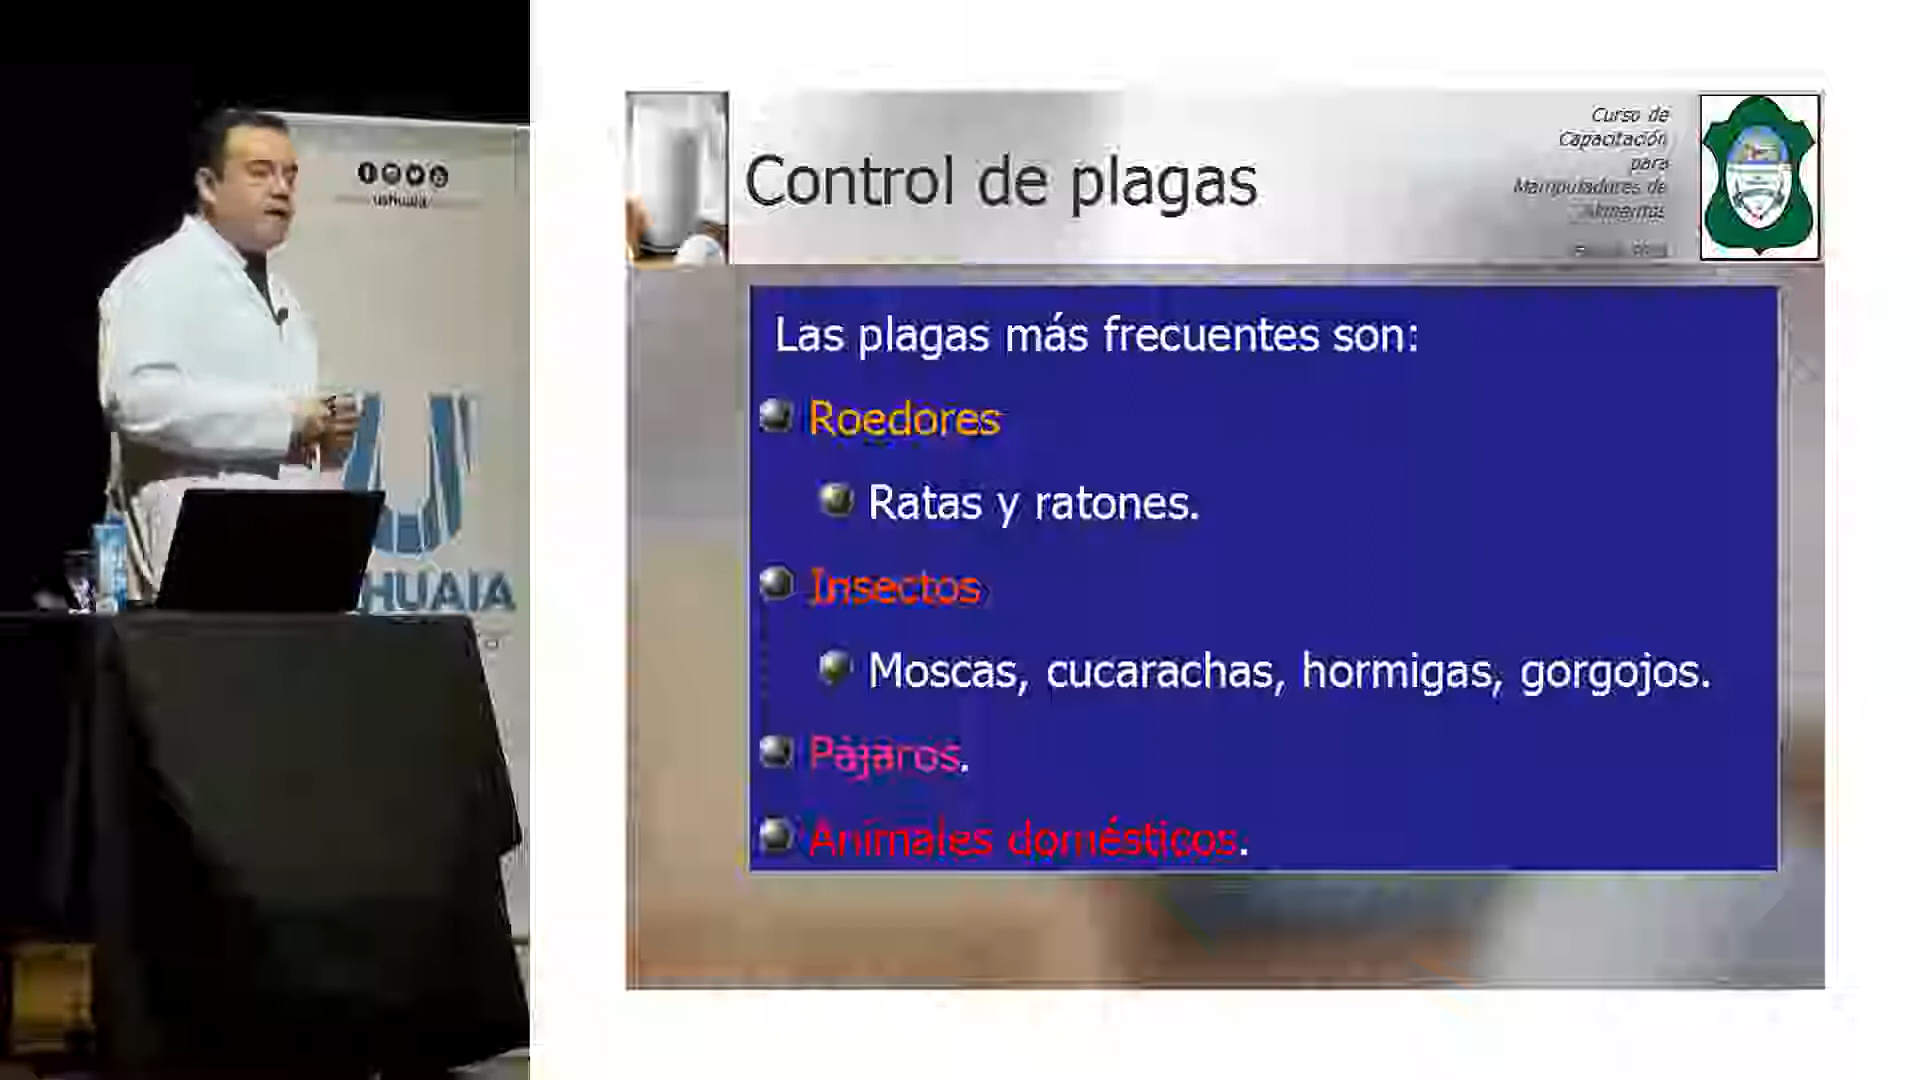 ushuaia
HUAIA
Control de plagas
Curso de
Capacitación
para
Manipuladores de
Alimentos
Las plagas más frecuentes son:
Roedores
Ratas y ratones.
Insectos
Moscas, cucarachas, hormigas, gorgojos.
Pájaros.
Animales domésticos.